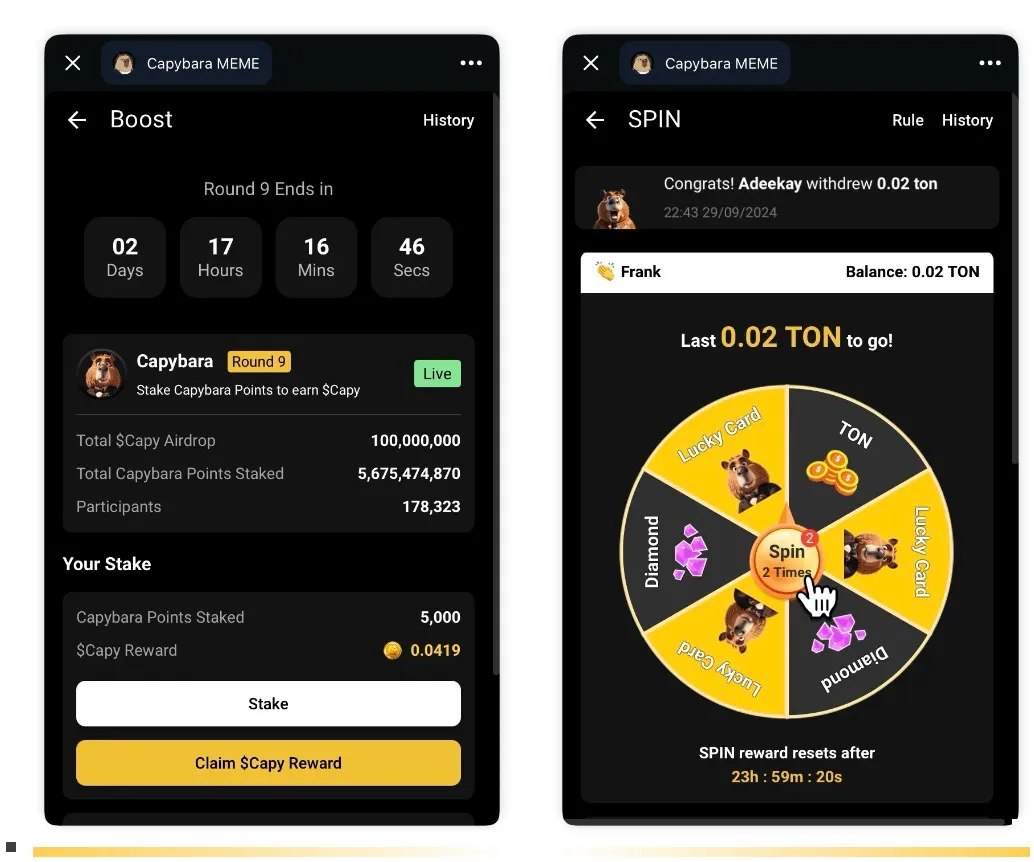 Capybara MEME
Boost
History
Round 9 Ends in
02 17 16 46
Days Hours Mins Secs
Capybara Round 9
Stake Capybara Points to earn $Capy
Live
Total $Capy Airdrop 100,000,000
Total Capybara Points Staked 5,675,474,870
Participants 178,323
Your Stake
Capybara Points Staked 5,000
$Capy Reward 0.0419
Stake
Claim $Capy Reward
Capybara MEME
SPIN
Rule History
Congrats! Adeekay withdrew 0.02 ton
22:43 29/09/2024
Frank Balance: 0.02 TON
Last 0.02 TON to go!
Lucky Card
TON
Lucky Card
Diamond
Lucky Card
Diamond
2
Spin
2 Times
SPIN reward resets after
23h : 59m : 20s